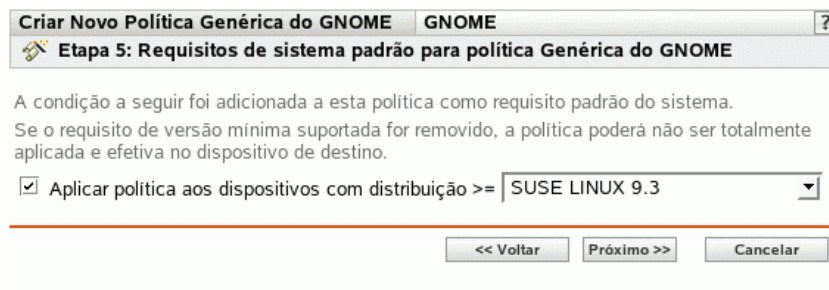 Criar Novo Política Genérica do GNOME GNOME ?
Etapa 5: Requisitos de sistema padrão para política Genérica do GNOME
A condição a seguir foi adicionada a esta política como requisito padrão do sistema.
Se o requisito de versão mínima suportada for removido, a política poderá não ser totalmente
aplicada e efetiva no dispositivo de destino.
Aplicar política aos dispositivos com distribuição >= SUSE LINUX 9.3
<< Voltar Próximo >> Cancelar